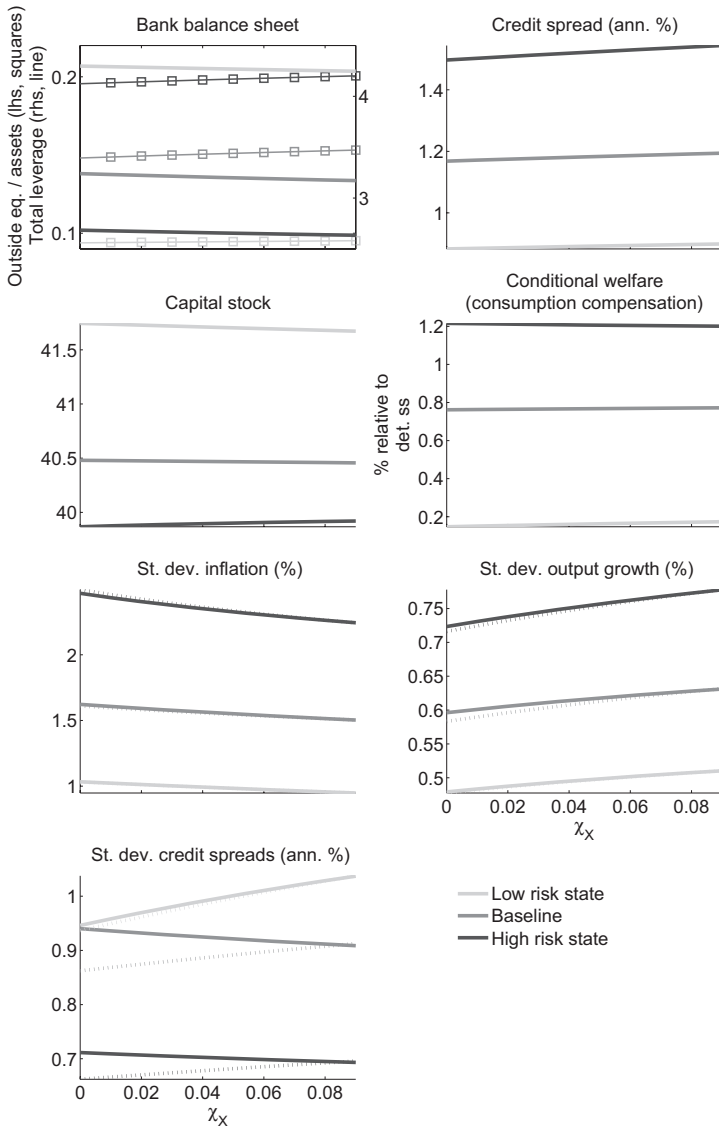 Bank balance sheet
Outside eq. / assets (lhs, squares)
Total leverage (rhs, line)
0.2
0.1
4
3
Credit spread (ann. %)
1.4
1.2
1
Capital stock
41.5
41
40.5
40
Conditional welfare
(consumption compensation)
% relative to
det. ss
1.2
1
0.8
0.6
0.4
0.2
St. dev. inflation (%)
2
1.5
1
St. dev. output growth (%)
0.75
0.7
0.65
0.6
0.55
0.5
0 0.02 0.04 0.06 0.08
χX
St. dev. credit spreads (ann. %)
1
0.9
0.8
0.7
0 0.02 0.04 0.06 0.08
χX
Low risk state
Baseline
High risk state